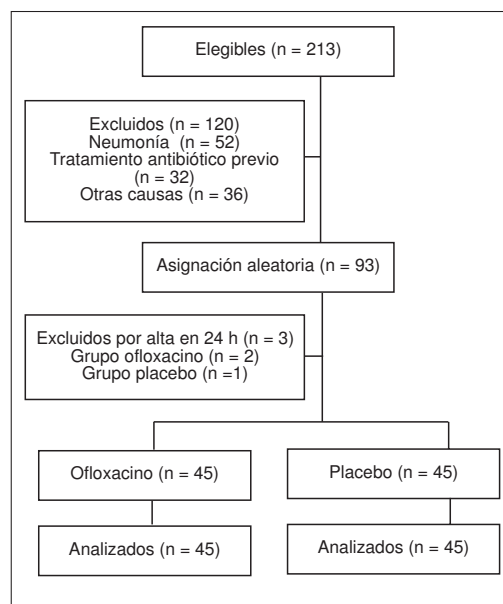 Elegibles (n = 213)
Excluidos (n = 120)
Neumonía (n = 52)
Tratamiento antibiótico previo
(n = 32)
Otras causas (n = 36)
Asignación aleatoria (n = 93)
Excluidos por alta en 24 h (n = 3)
Grupo ofloxacino (n = 2)
Grupo placebo (n =1)
Ofloxacino (n = 45)
Placebo (n = 45)
Analizados (n = 45)
Analizados (n = 45)